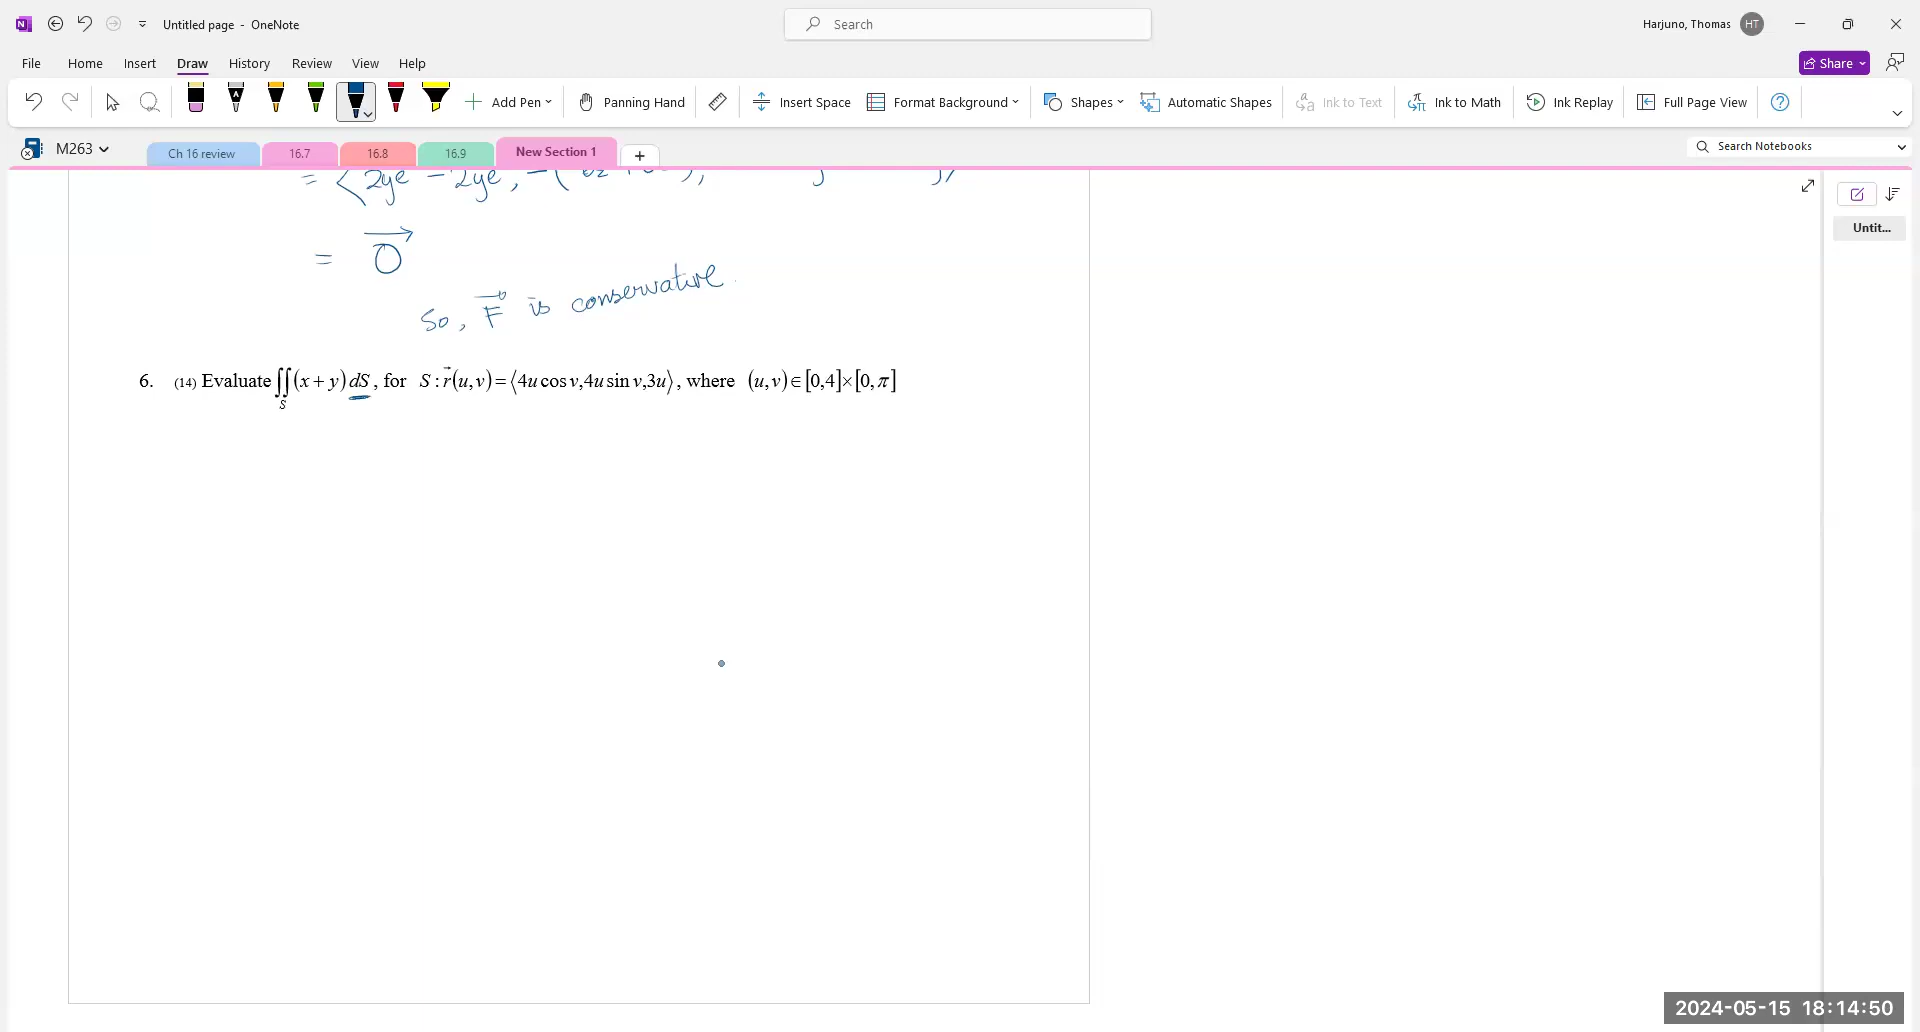 Untitled page - OneNote
Search
Harjuno, Thomas HT
File Home Insert Draw History Review View Help
Share
Add Pen Panning Hand Insert Space Format Background Shapes Automatic Shapes Ink to Text Ink to Math Ink Replay Full Page View
M263 Ch 16 review 16.7 16.8 16.9 New Section 1 +
Search Notebooks
Untit...
= ⟨2ye - 2ye, -(
= 0⃗
So, F⃗ is conservative.
6. (14) Evaluate ∬_S (x + y) dS, for S : r⃗(u,v) = ⟨4u cos v, 4u sin v, 3u⟩, where (u,v) ∈ [0,4]×[0,π]
2024-05-15 18:14:50